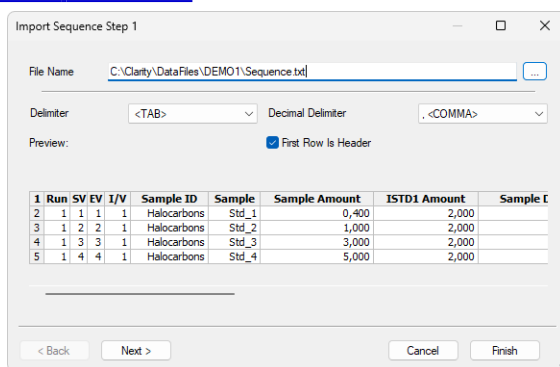 Import Sequence Step 1
File Name C:\Clarity\DataFiles\DEMO1\Sequence.txt ...
Delimiter <TAB> Decimal Delimiter , <COMMA>
Preview: First Row Is Header
1 Run SV EV I/V Sample ID Sample Sample Amount ISTD1 Amount Sample D
2 1 1 1 1 Halocarbons Std_1 0,400 2,000
3 1 2 2 1 Halocarbons Std_2 1,000 2,000
4 1 3 3 1 Halocarbons Std_3 3,000 2,000
5 1 4 4 1 Halocarbons Std_4 5,000 2,000
< Back Next > Cancel Finish